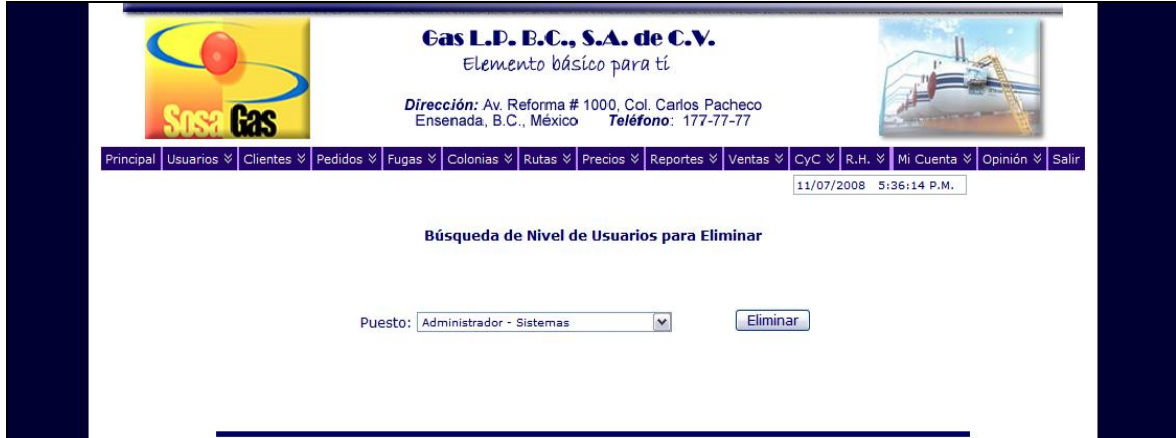 Gas L.P. B.C., S.A. de C.V.
Elemento básico para tí
Dirección: Av. Reforma # 1000, Col. Carlos Pacheco
Ensenada, B.C., México Teléfono: 177-77-77
Sosa Gas
Principal Usuarios Clientes Pedidos Fugas Colonias Rutas Precios Reportes Ventas CyC R.H. Mi Cuenta Opinión Salir
11/07/2008 5:36:14 P.M.
Búsqueda de Nivel de Usuarios para Eliminar
Puesto: Administrador - Sistemas Eliminar